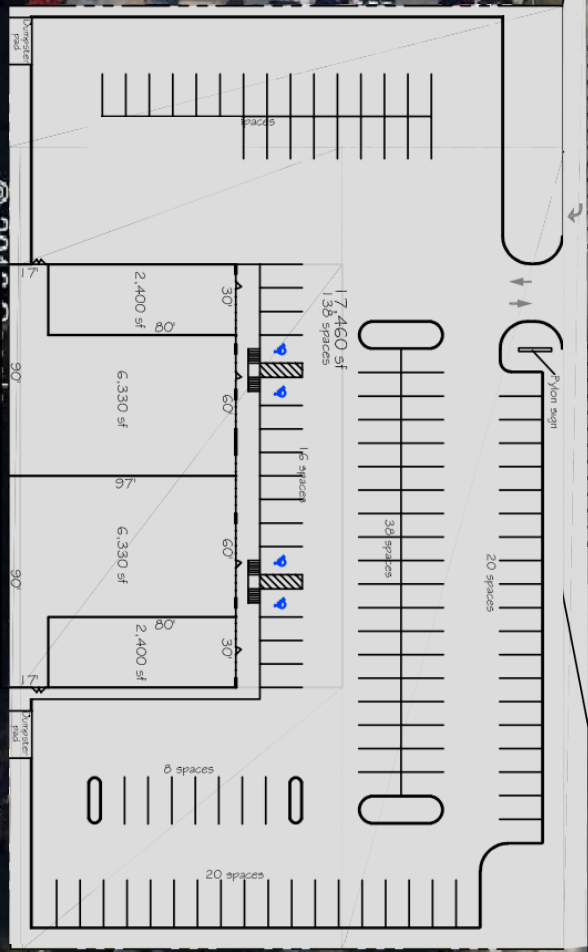 Dumpster
pad
paces
17'
2,400 sf
30'
80'
17,460 sf
138 spaces
Pylon sign
90'
6,330 sf
60'
16 spaces
97'
38 spaces
20 spaces
90'
6,330 sf
60'
80'
2,400 sf
30'
17'
Dumpster
pad
8 spaces
20 spaces